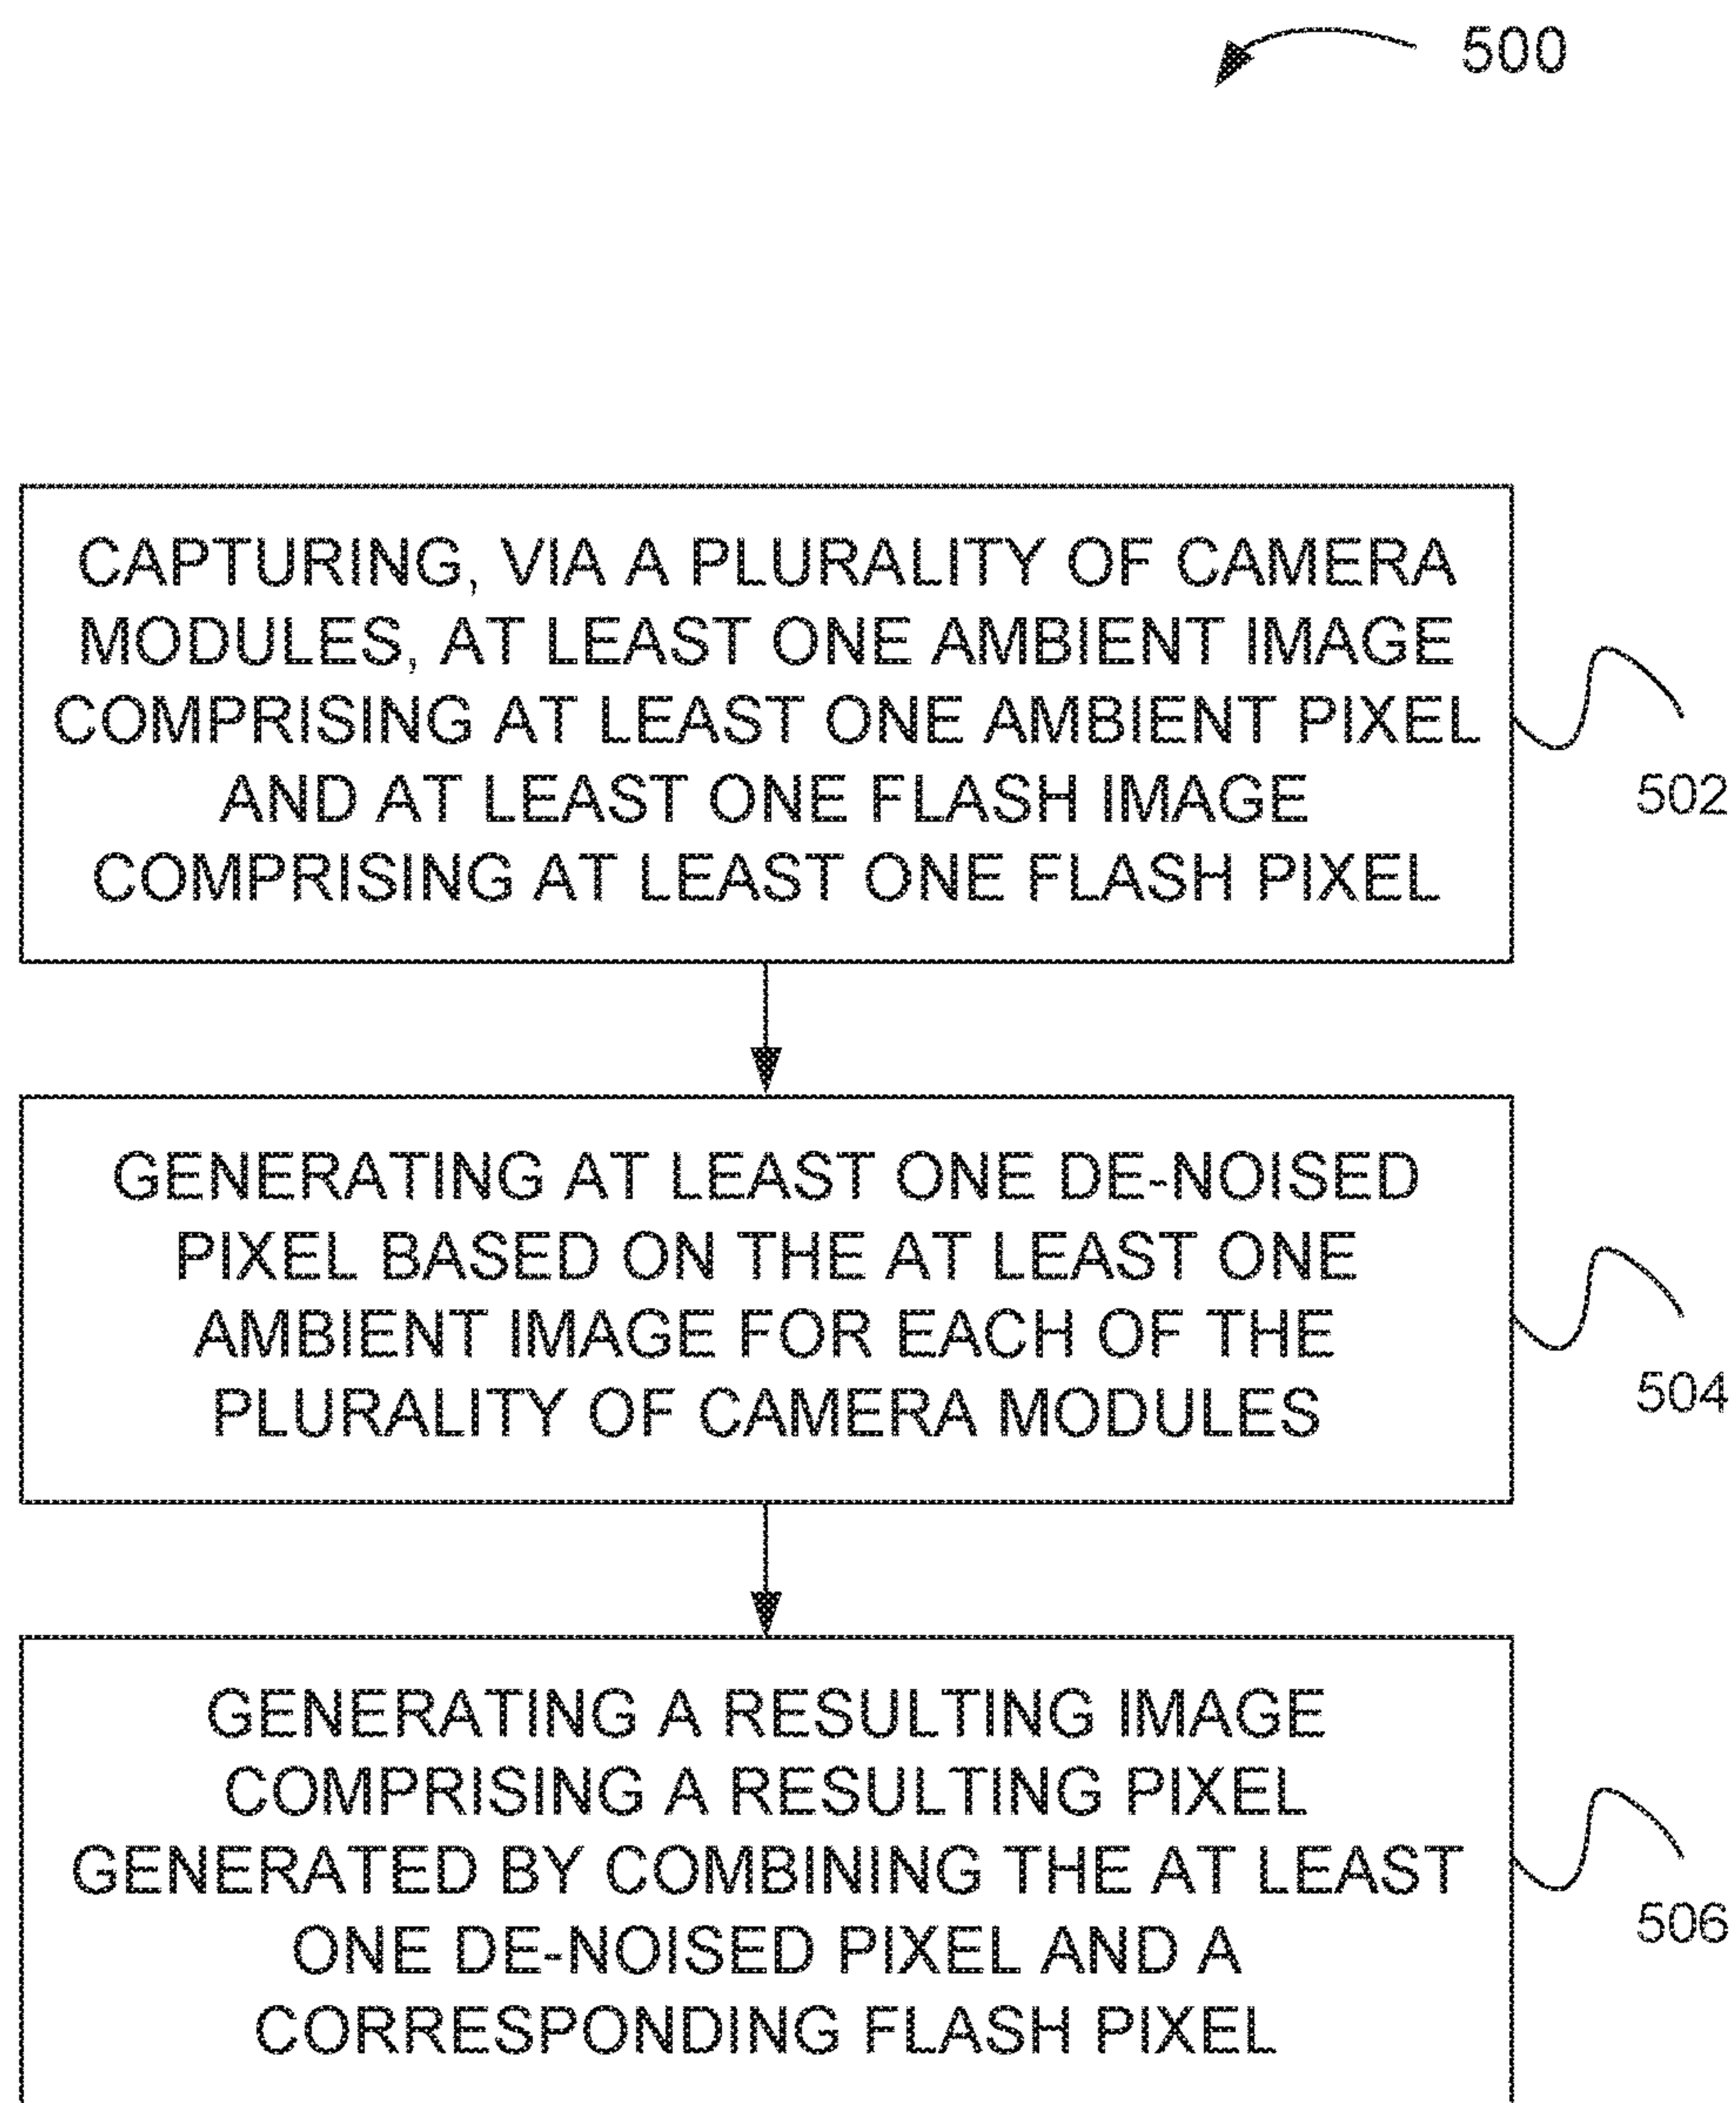 500
CAPTURING, VIA A PLURALITY OF CAMERA
MODULES, AT LEAST ONE AMBIENT IMAGE
COMPRISING AT LEAST ONE AMBIENT PIXEL
AND AT LEAST ONE FLASH IMAGE
COMPRISING AT LEAST ONE FLASH PIXEL
502
GENERATING AT LEAST ONE DE-NOISED
PIXEL BASED ON THE AT LEAST ONE
AMBIENT IMAGE FOR EACH OF THE
PLURALITY OF CAMERA MODULES
504
GENERATING A RESULTING IMAGE
COMPRISING A RESULTING PIXEL
GENERATED BY COMBINING THE AT LEAST
ONE DE-NOISED PIXEL AND A
CORRESPONDING FLASH PIXEL
506